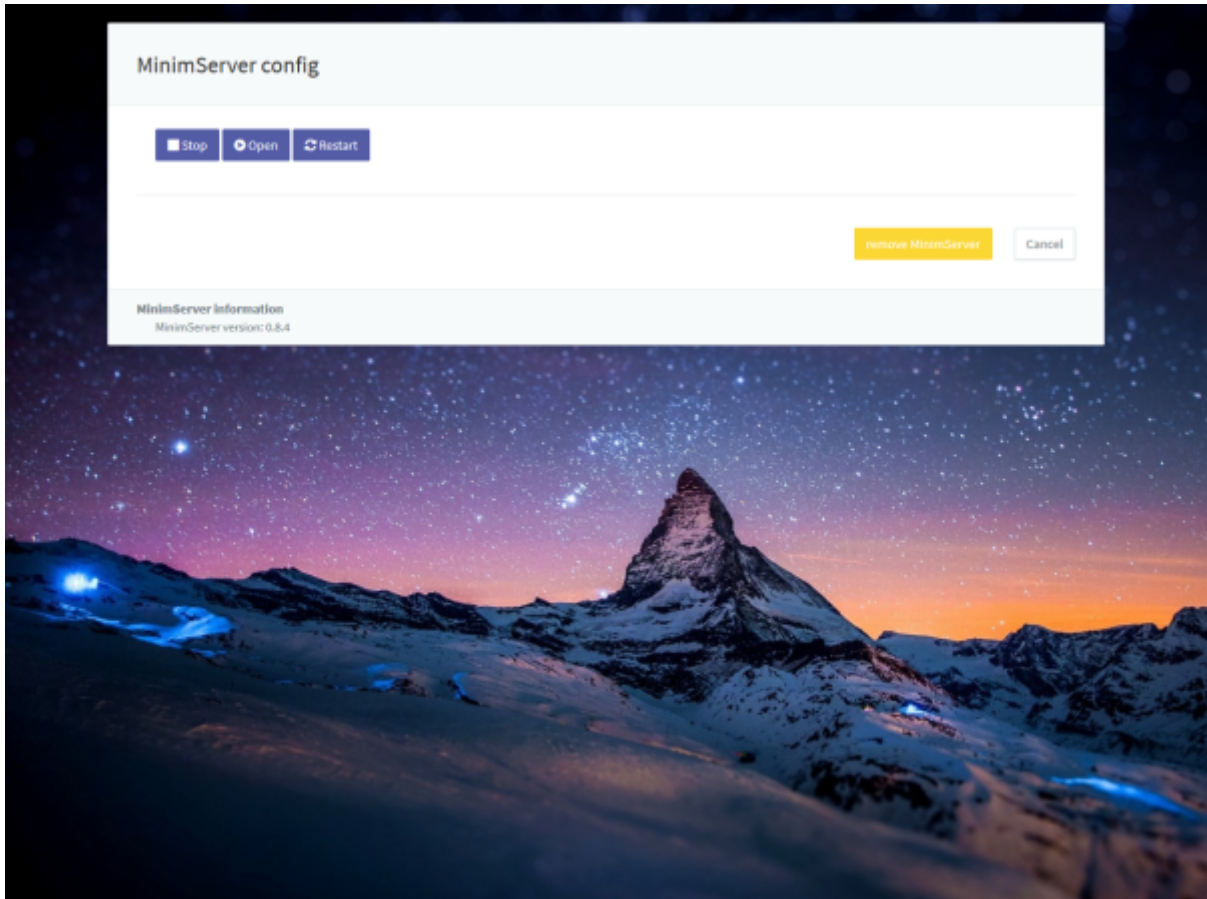 MinimServer config
Stop Open Restart
remove MinimServer Cancel
MinimServer information
MinimServer version: 0.8.4